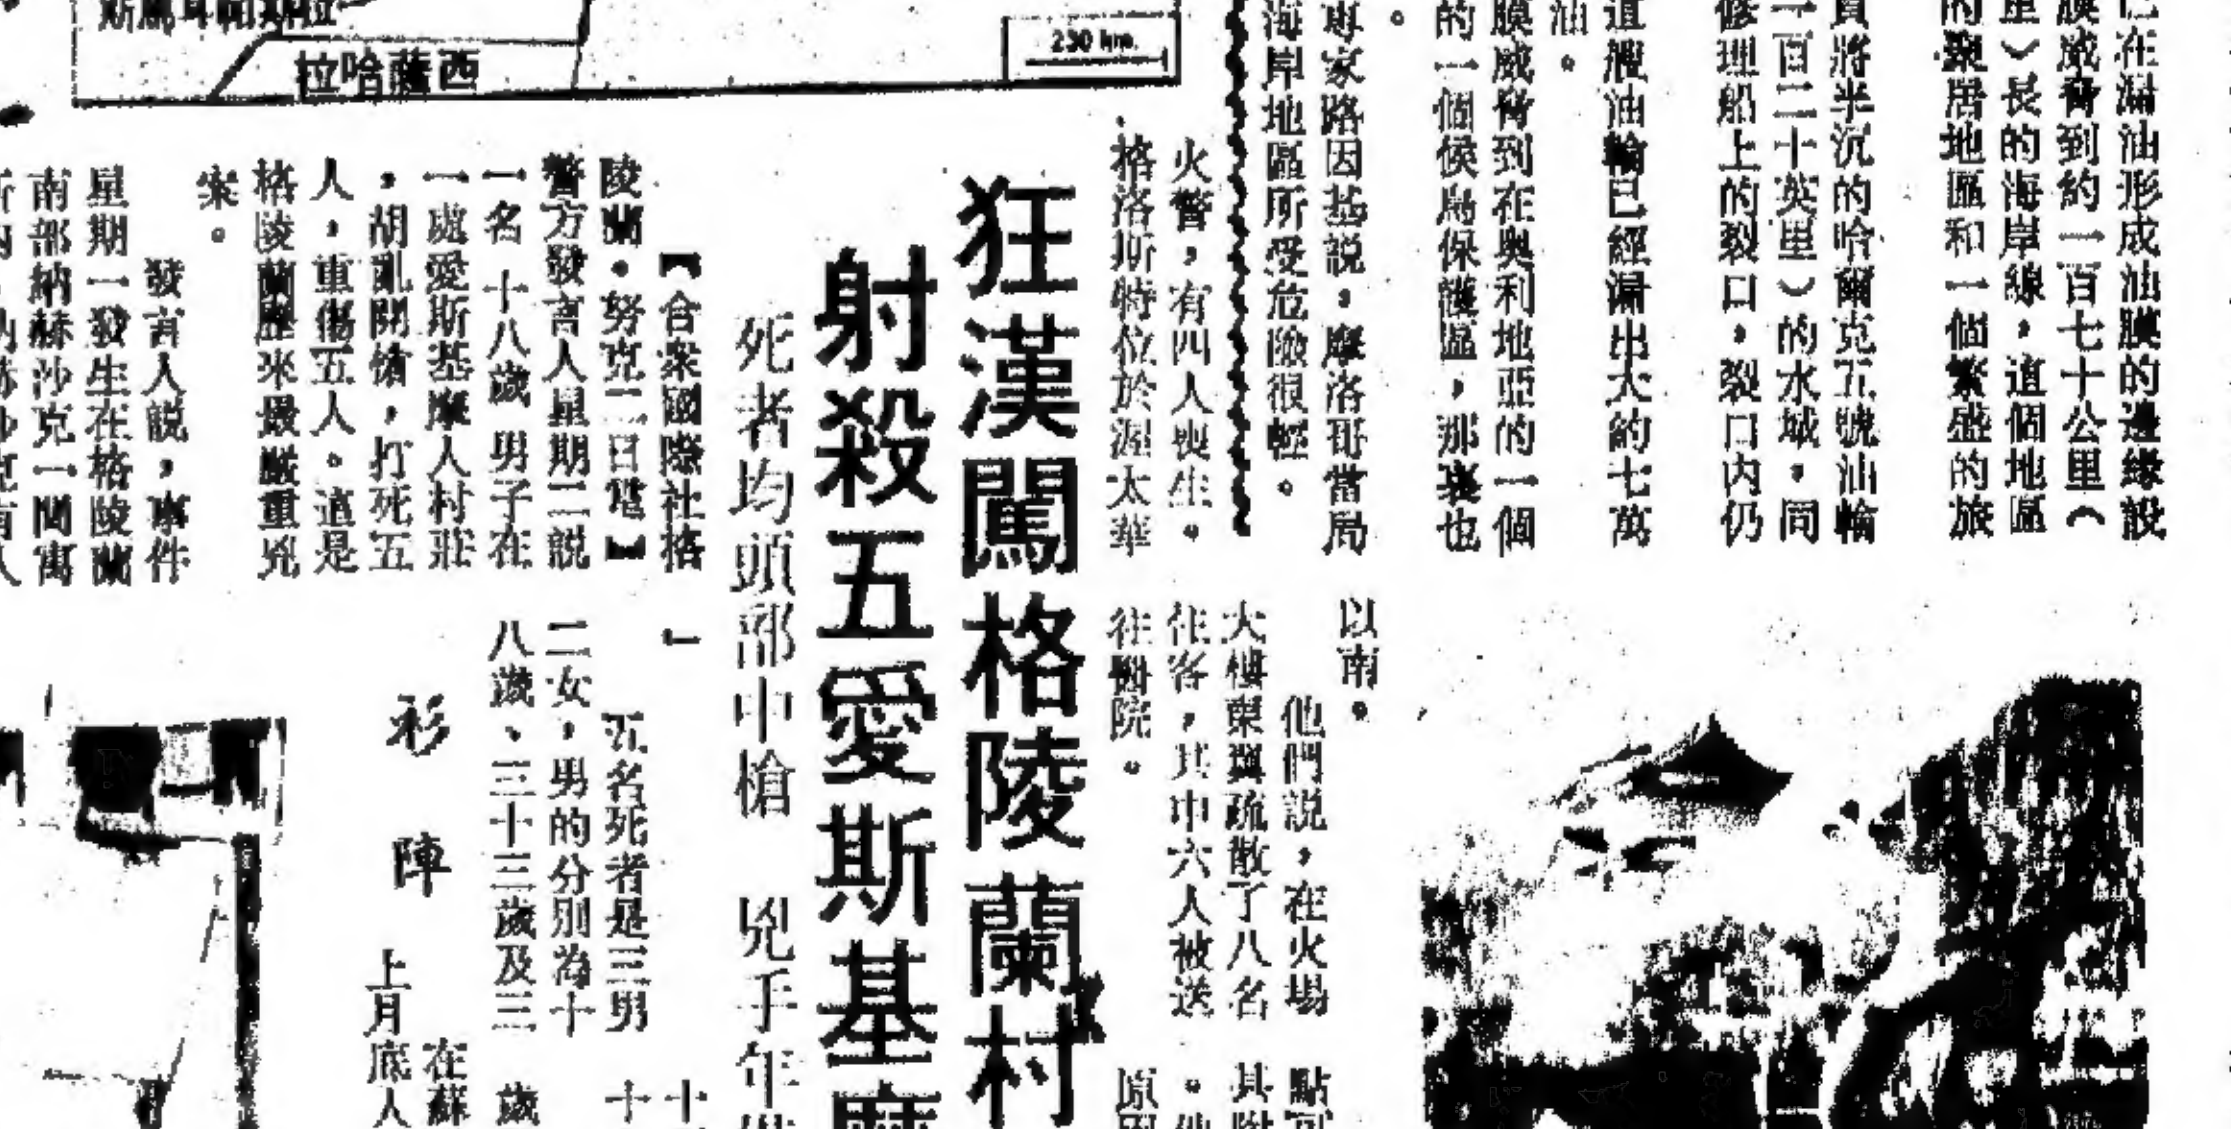 西薩哈拉
230 km.
已在漏油形成油膜的邊緣設
膜威脅到約一百七十公里（
里）長的海岸線，這個地區
的聚居地區和一個繁盛的旅
責將半沉的哈爾克五號油輪
一百二十英里）的水域。同
修理船上的裂口，裂口內仍
這艘油輪已經漏出大約七萬
油。
膜威脅到在奧利地亞的一個
的一個候鳥保護區，那裏也
。
專家路因基說，摩洛哥當局
海岸地區所受危險很輕。
火警，有四人喪生。
格洛斯特位於渥太華
以南。
他們說，在火場
大樓東翼疏散了八名
住客，其中六人被送
往醫院。
原因
狂漢闖格陵蘭村
射殺五愛斯基摩
死者均頭部中槍 兇手年
【合衆國際社格
陵蘭．努克二日電】
警方發言人星期二說
一名十八歲男子在
一處愛斯基摩人村莊
，胡亂開槍，打死五
人，重傷五人。這是
格陵蘭歷來最嚴重兇
案。
發言人說，事件
星期一發生在格陵蘭
南部納赫沙克一間寓
五名死者是三男
二女，男的分別為十
八歲、三十三歲及三
歲
彩陣
在蘇
上月底人